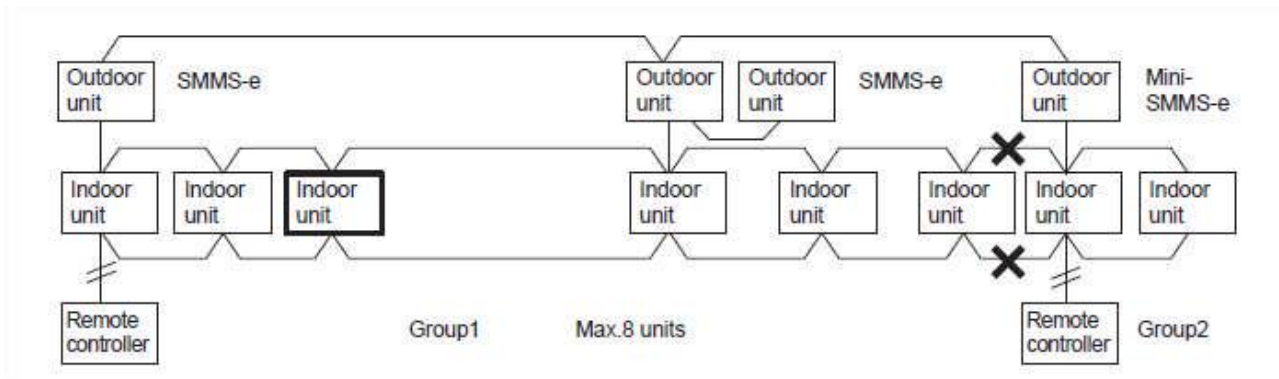 Outdoor
unit
SMMS-e
Outdoor
unit
Outdoor
unit
SMMS-e
Outdoor
unit
Mini-
SMMS-e
Indoor
unit
Indoor
unit
Indoor
unit
Indoor
unit
Indoor
unit
Indoor
unit
Indoor
unit
Indoor
unit
Remote
controller
Group1
Max.8 units
Remote
controller
Group2